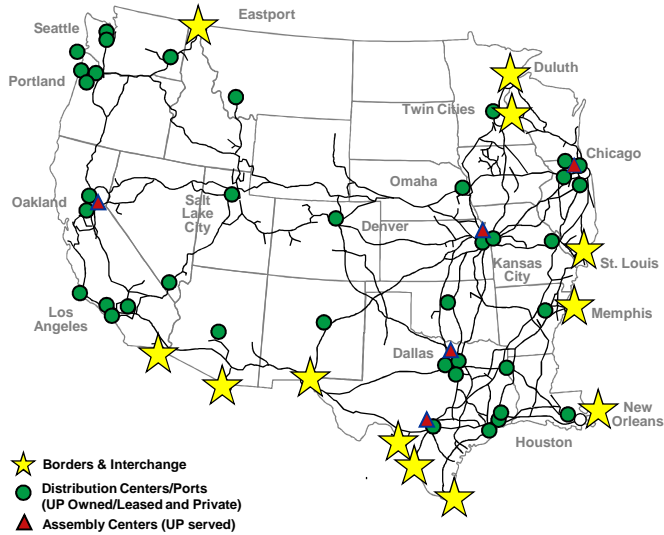 Eastport
Seattle
Duluth
Portland
Twin Cities
Chicago
Omaha
Oakland
Salt
Lake
City
Denver
Kansas
City
St. Louis
Los
Angeles
Memphis
Dallas
New
Orleans
Houston
Borders & Interchange
Distribution Centers/Ports
(UP Owned/Leased and Private)
Assembly Centers (UP served)